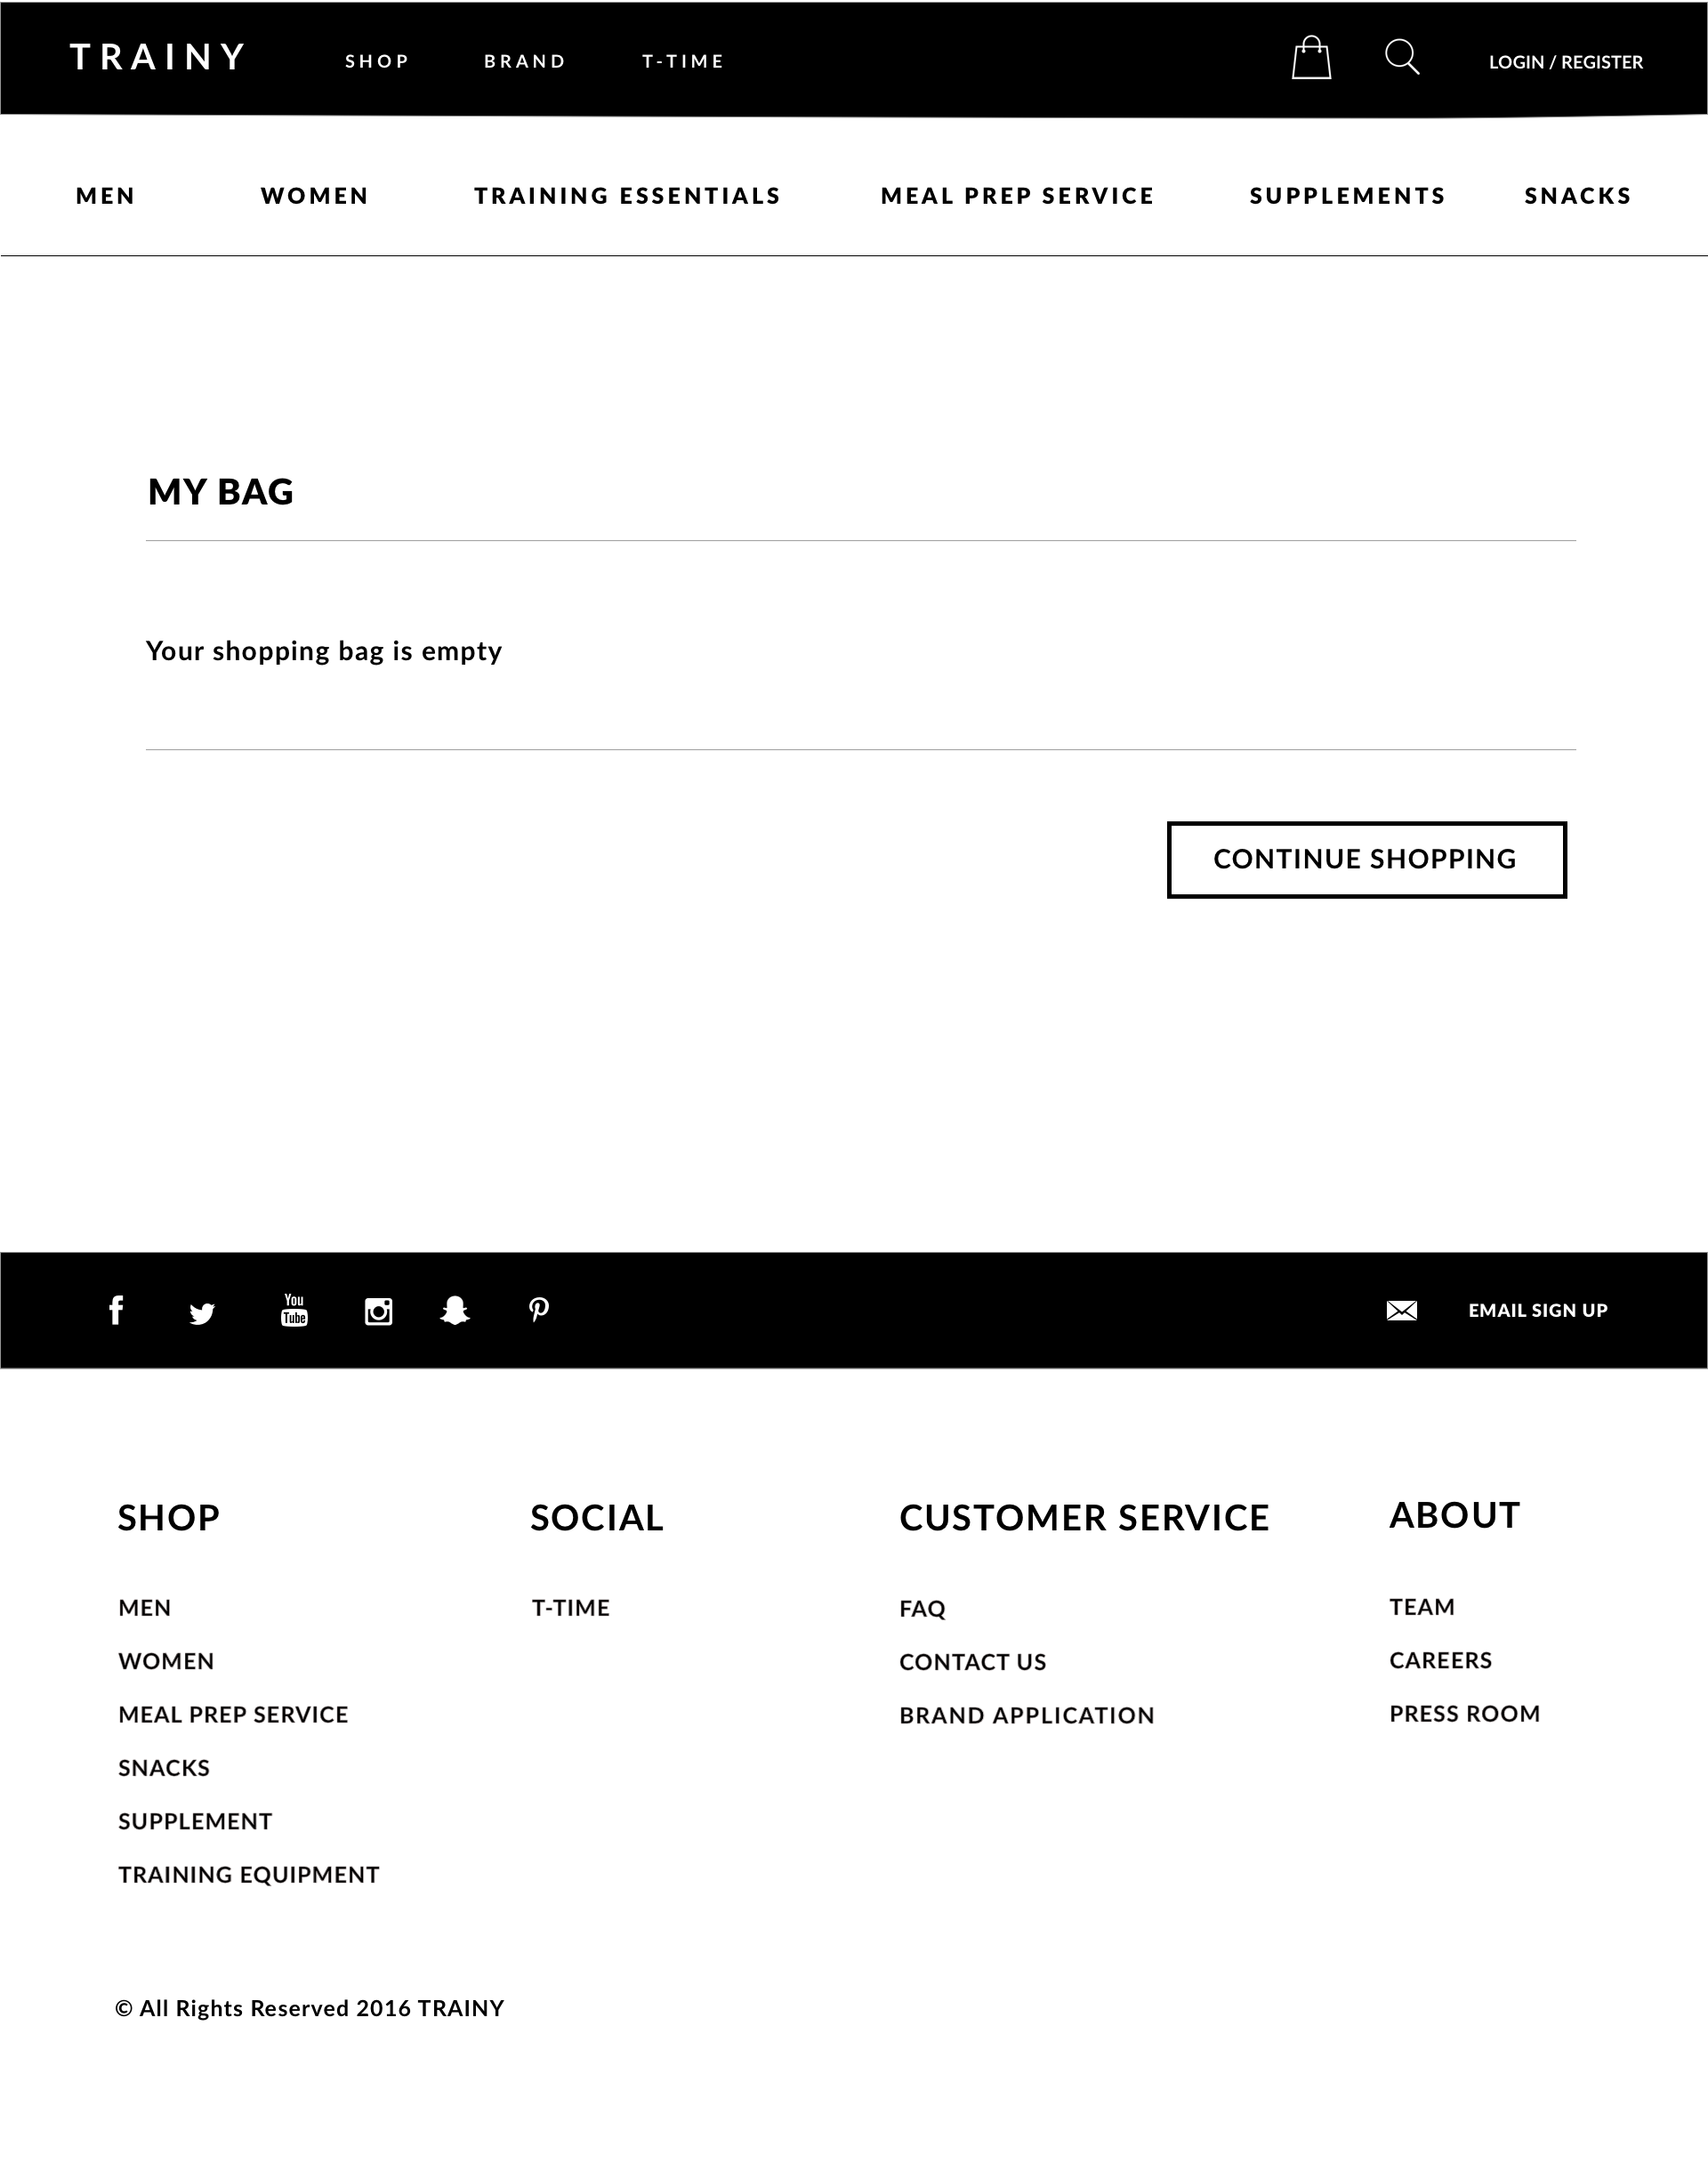 TRAINY SHOP BRAND T-TIME LOGIN / REGISTER
MEN WOMEN TRAINING ESSENTIALS MEAL PREP SERVICE SUPPLEMENTS SNACKS
MY BAG
Your shopping bag is empty
CONTINUE SHOPPING
You
Tube
EMAIL SIGN UP
SHOP
MEN
WOMEN
MEAL PREP SERVICE
SNACKS
SUPPLEMENT
TRAINING EQUIPMENT
SOCIAL
T-TIME
CUSTOMER SERVICE
FAQ
CONTACT US
BRAND APPLICATION
ABOUT
TEAM
CAREERS
PRESS ROOM
© All Rights Reserved 2016 TRAINY